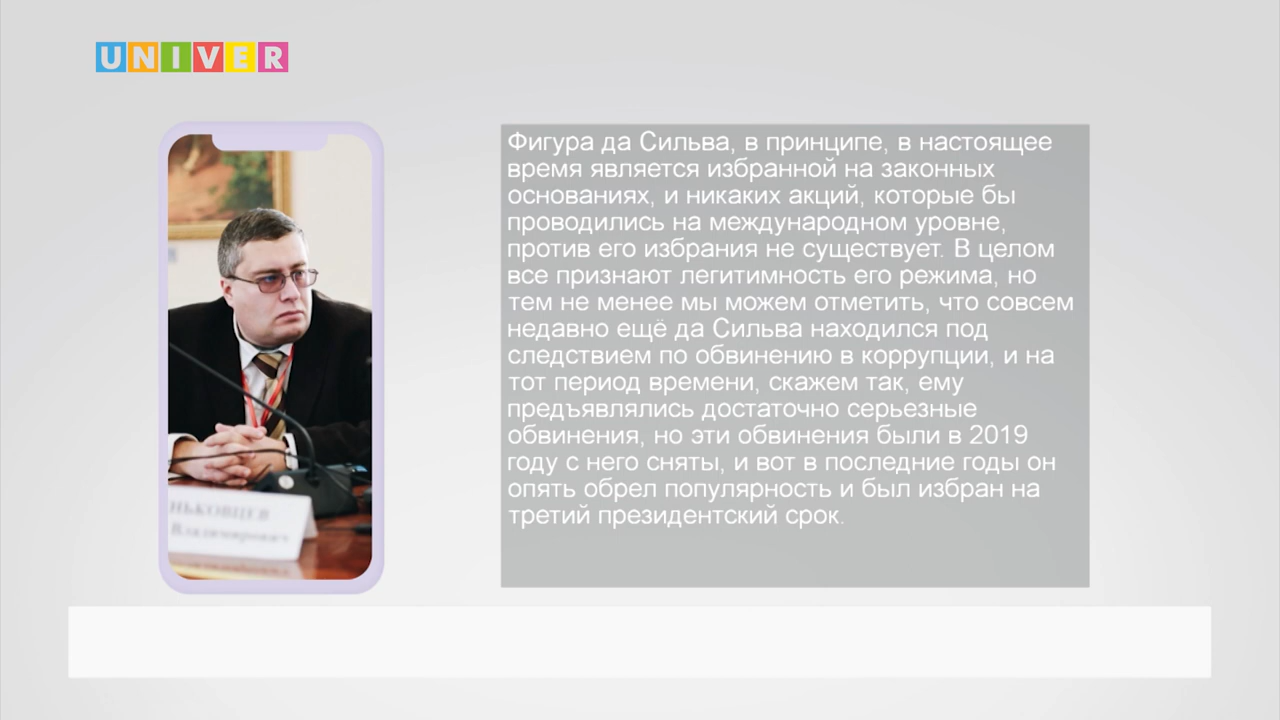 UNIVER
Фигура да Сильва, в принципе, в настоящее
время является избранной на законных
основаниях, и никаких акций, которые бы
проводились на международном уровне,
против его избрания не существует. В целом
все признают легитимность его режима, но
тем не менее мы можем отметить, что совсем
недавно ещё да Сильва находился под
следствием по обвинению в коррупции, и на
тот период времени, скажем так, ему
предъявлялись достаточно серьезные
обвинения, но эти обвинения были в 2019
году с него сняты, и вот в последние годы он
опять обрел популярность и был избран на
третий президентский срок.
НЬКОВЦЕВ
Владимирович